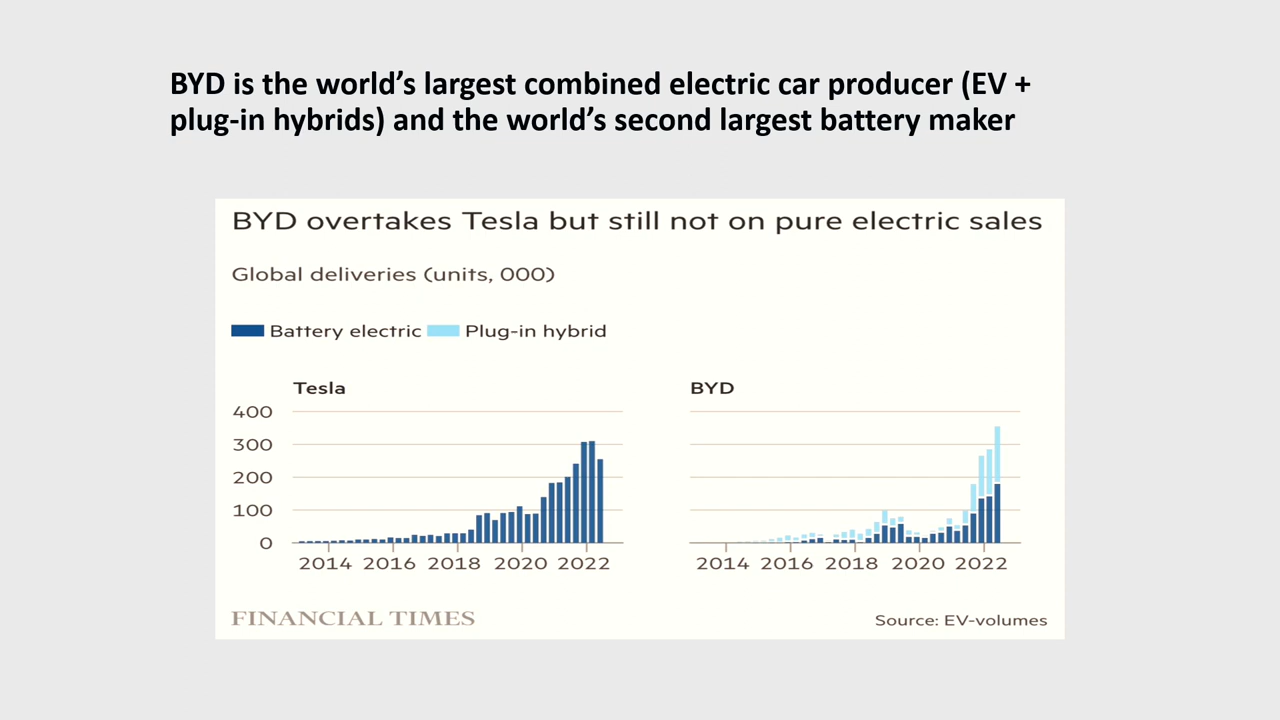 BYD is the world’s largest combined electric car producer (EV +
plug-in hybrids) and the world’s second largest battery maker
BYD overtakes Tesla but still not on pure electric sales
Global deliveries (units, 000)
Battery electric Plug-in hybrid
Tesla
400
300
200
100
0
2014 2016 2018 2020 2022
BYD
2014 2016 2018 2020 2022
FINANCIAL TIMES
Source: EV-volumes